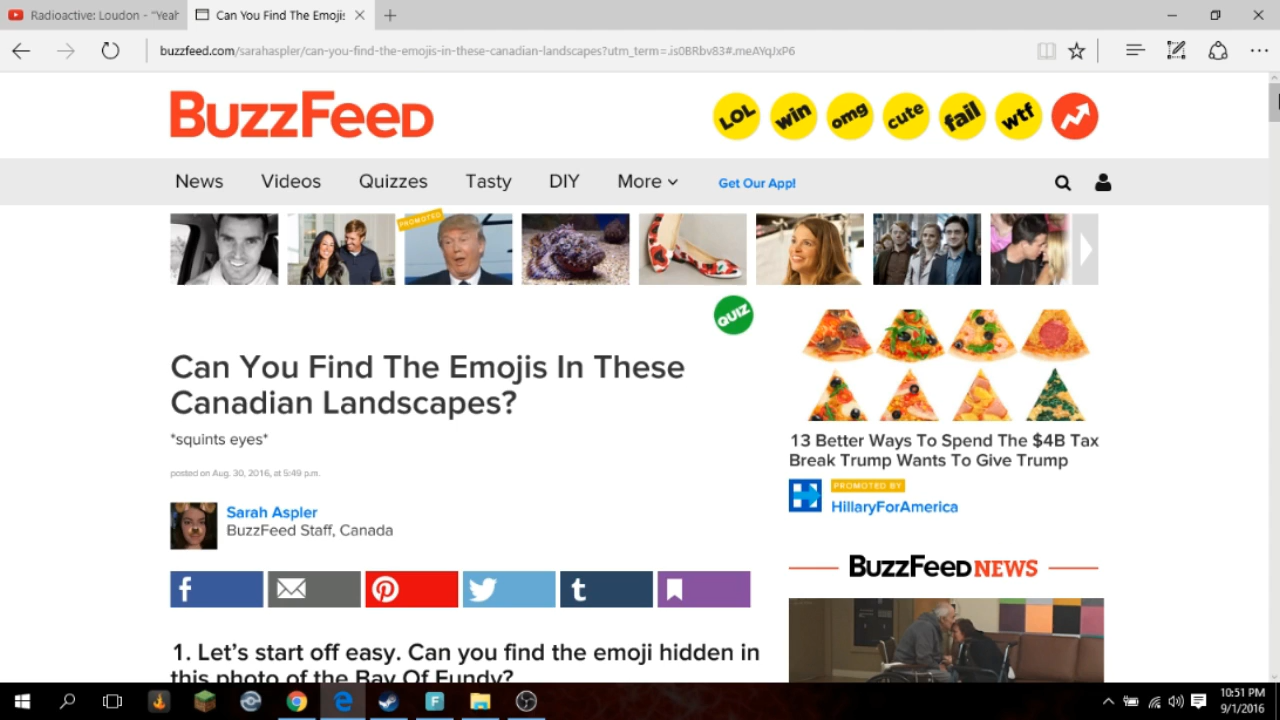 Radioactive: Loudon - "Yeah
Can You Find The Emojis
buzzfeed.com/sarahaspler/can-you-find-the-emojis-in-these-canadian-landscapes?utm_term=.is0BRbv83#.meAYqJxP6
BuzzFeed
LOL
win
omg
cute
fail
wtf
News
Videos
Quizzes
Tasty
DIY
More
Get Our App!
PROMOTED
QUIZ
Can You Find The Emojis In These
Canadian Landscapes?
*squints eyes*
posted on Aug. 30, 2016, at 5:49 p.m.
Sarah Aspler
BuzzFeed Staff, Canada
1. Let's start off easy. Can you find the emoji hidden in
this photo of the Bay Of Fundy?
13 Better Ways To Spend The $4B Tax
Break Trump Wants To Give Trump
PROMOTED BY
HillaryForAmerica
BuzzFeed NEWS
10:51 PM
9/1/2016